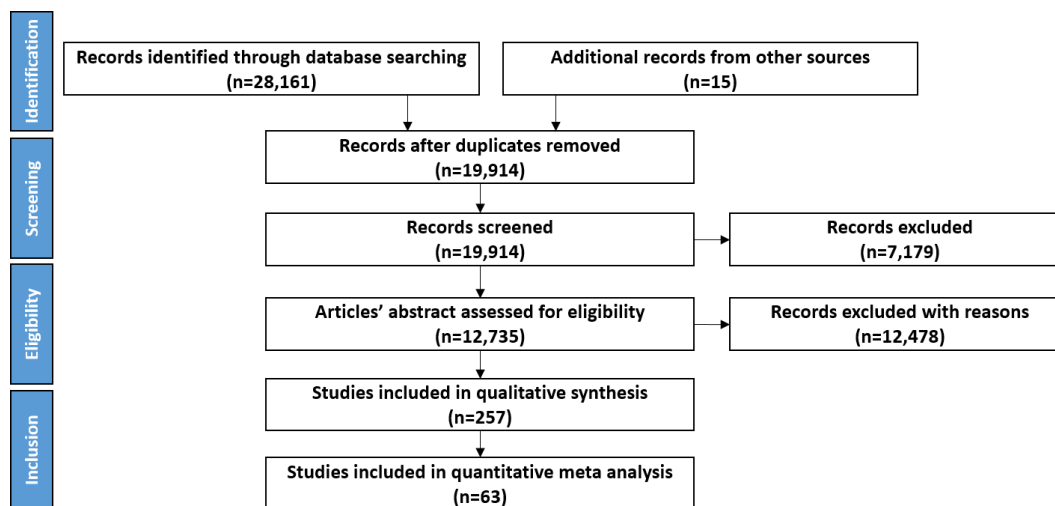 Identification
Records identified through database searching
(n=28,161)
Additional records from other sources
(n=15)
Records after duplicates removed
(n=19,914)
Screening
Records screened
(n=19,914)
Records excluded
(n=7,179)
Eligibility
Articles’ abstract assessed for eligibility
(n=12,735)
Records excluded with reasons
(n=12,478)
Studies included in qualitative synthesis
(n=257)
Inclusion
Studies included in quantitative meta analysis
(n=63)